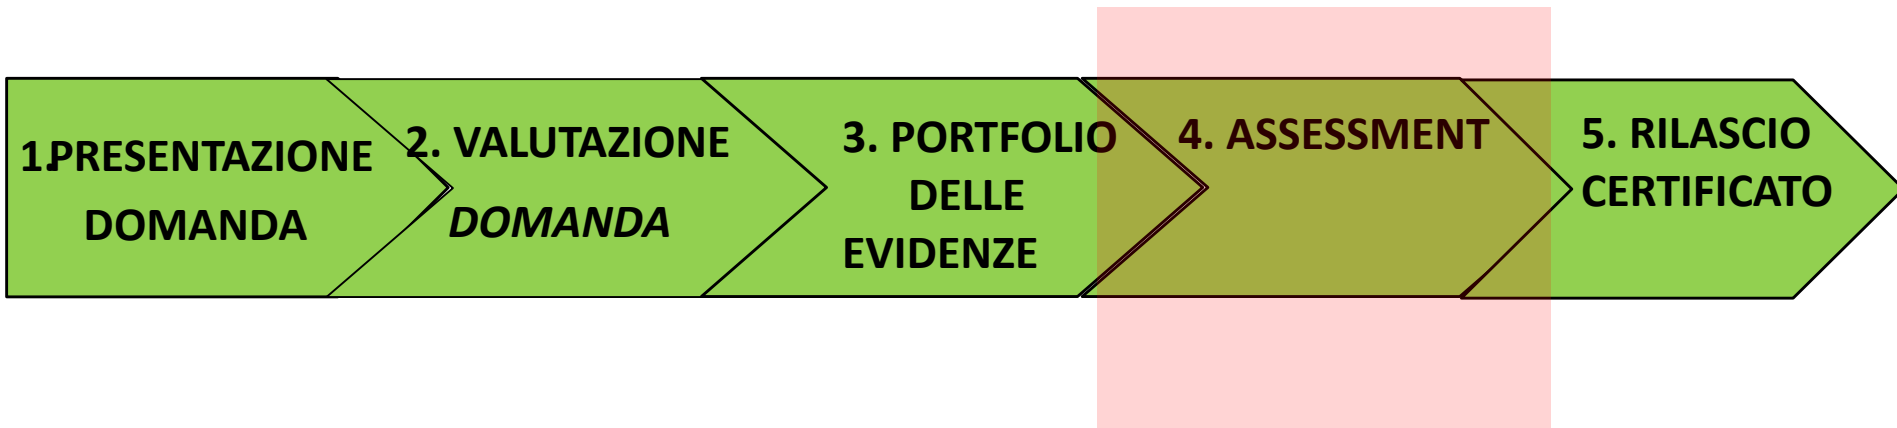 1.PRESENTAZIONE
DOMANDA
2. VALUTAZIONE
DOMANDA
3. PORTFOLIO
DELLE
EVIDENZE
4. ASSESSMENT
5. RILASCIO
CERTIFICATO